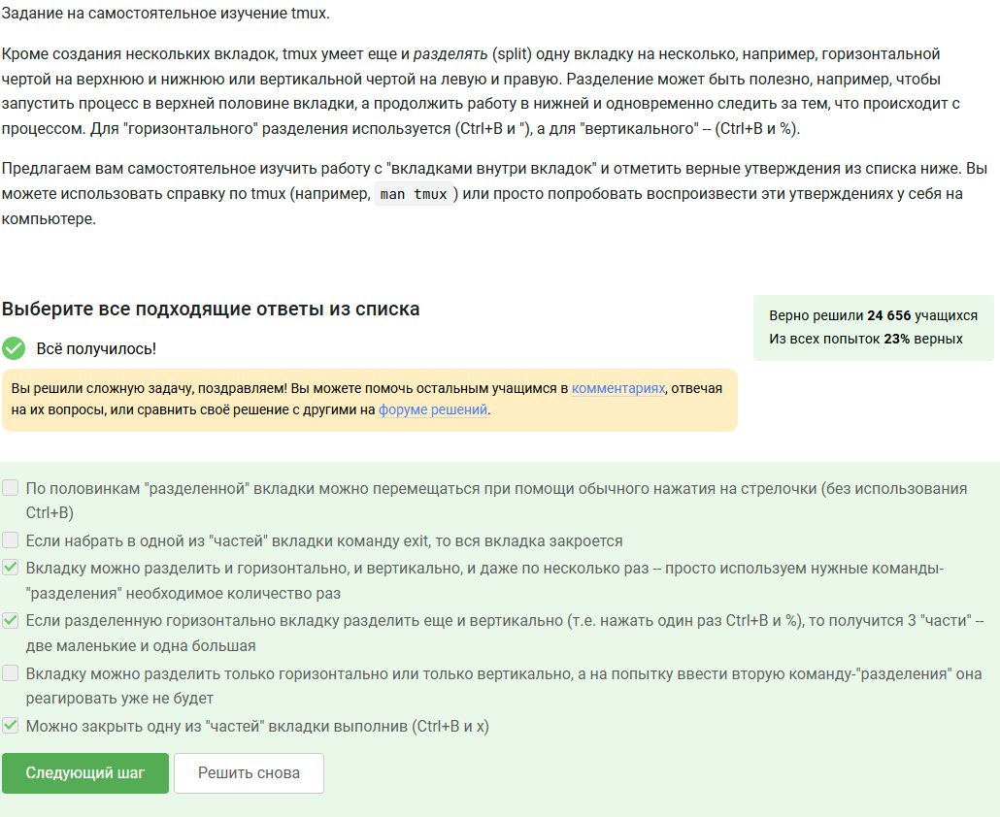 Задание на самостоятельное изучение tmux.
Кроме создания нескольких вкладок, tmux умеет еще и разделять (split) одну вкладку на несколько, например, горизонтальной
чертой на верхнюю и нижнюю или вертикальной чертой на левую и правую. Разделение может быть полезно, например, чтобы
запустить процесс в верхней половине вкладки, а продолжить работу в нижней и одновременно следить за тем, что происходит с
процессом. Для "горизонтального" разделения используется (Ctrl+B и "), а для "вертикального" -- (Ctrl+B и %).
Предлагаем вам самостоятельное изучить работу с "вкладками внутри вкладок" и отметить верные утверждения из списка ниже. Вы
можете использовать справку по tmux (например, man tmux ) или просто попробовать воспроизвести эти утверждениях у себя на
компьютере.
Выберите все подходящие ответы из списка
Верно решили 24 656 учащихся
Из всех попыток 23% верных
Всё получилось!
Вы решили сложную задачу, поздравляем! Вы можете помочь остальным учащимся в комментариях, отвечая
на их вопросы, или сравнить своё решение с другими на форуме решений.
По половинкам "разделенной" вкладки можно перемещаться при помощи обычного нажатия на стрелочки (без использования
Ctrl+B)
Если набрать в одной из "частей" вкладки команду exit, то вся вкладка закроется
Вкладку можно разделить и горизонтально, и вертикально, и даже по несколько раз -- просто используем нужные команды-
"разделения" необходимое количество раз
Если разделенную горизонтально вкладку разделить еще и вертикально (т.е. нажать один раз Ctrl+B и %), то получится 3 "части" --
две маленькие и одна большая
Вкладку можно разделить только горизонтально или только вертикально, а на попытку ввести вторую команду-"разделения" она
реагировать уже не будет
Можно закрыть одну из "частей" вкладки выполнив (Ctrl+B и x)
Следующий шаг
Решить снова